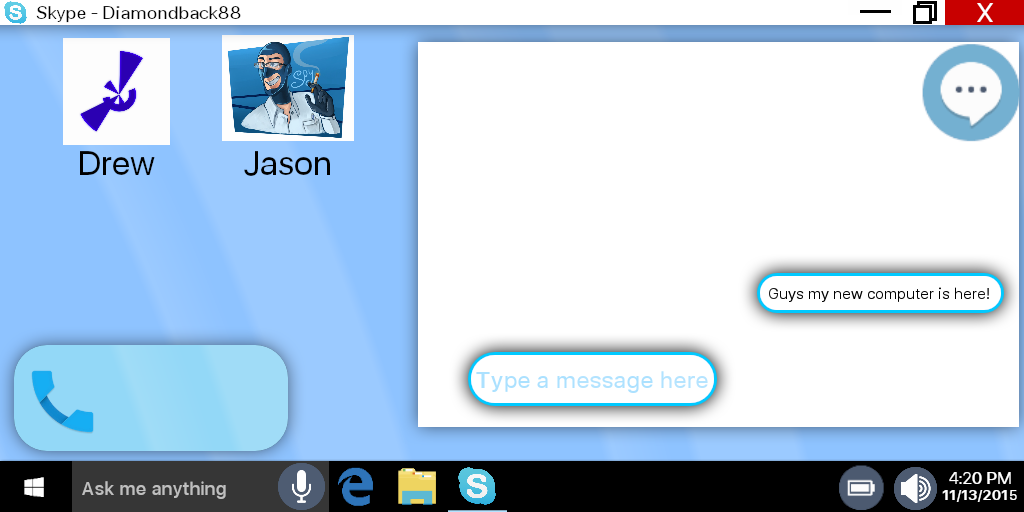 Skype - Diamondback88
X
Spy
Drew
Jason
Guys my new computer is here!
Type a message here
Ask me anything
4:20 PM
11/13/2015